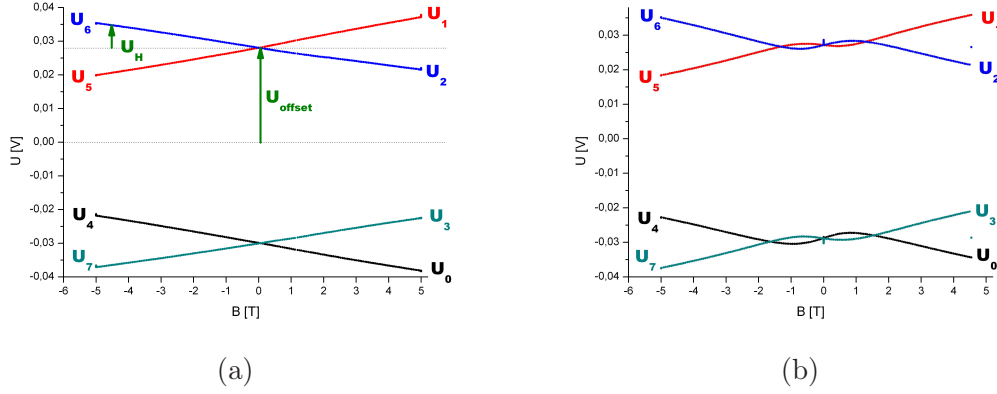 0,04
0,03
0,02
0,01
0,00
-0,01
-0,02
-0,03
-0,04
U [V]
-6 -5 -4 -3 -2 -1 0 1 2 3 4 5
B [T]
U6
U1
UH
U5
U2
Uoffset
U4
U3
U7
U0
(a)
0,04
0,03
0,02
0,01
0,00
-0,01
-0,02
-0,03
-0,04
U [V]
-6 -5 -4 -3 -2 -1 0 1 2 3 4 5
B [T]
U6
U5
U2
U4
U3
U7
U0
(b)